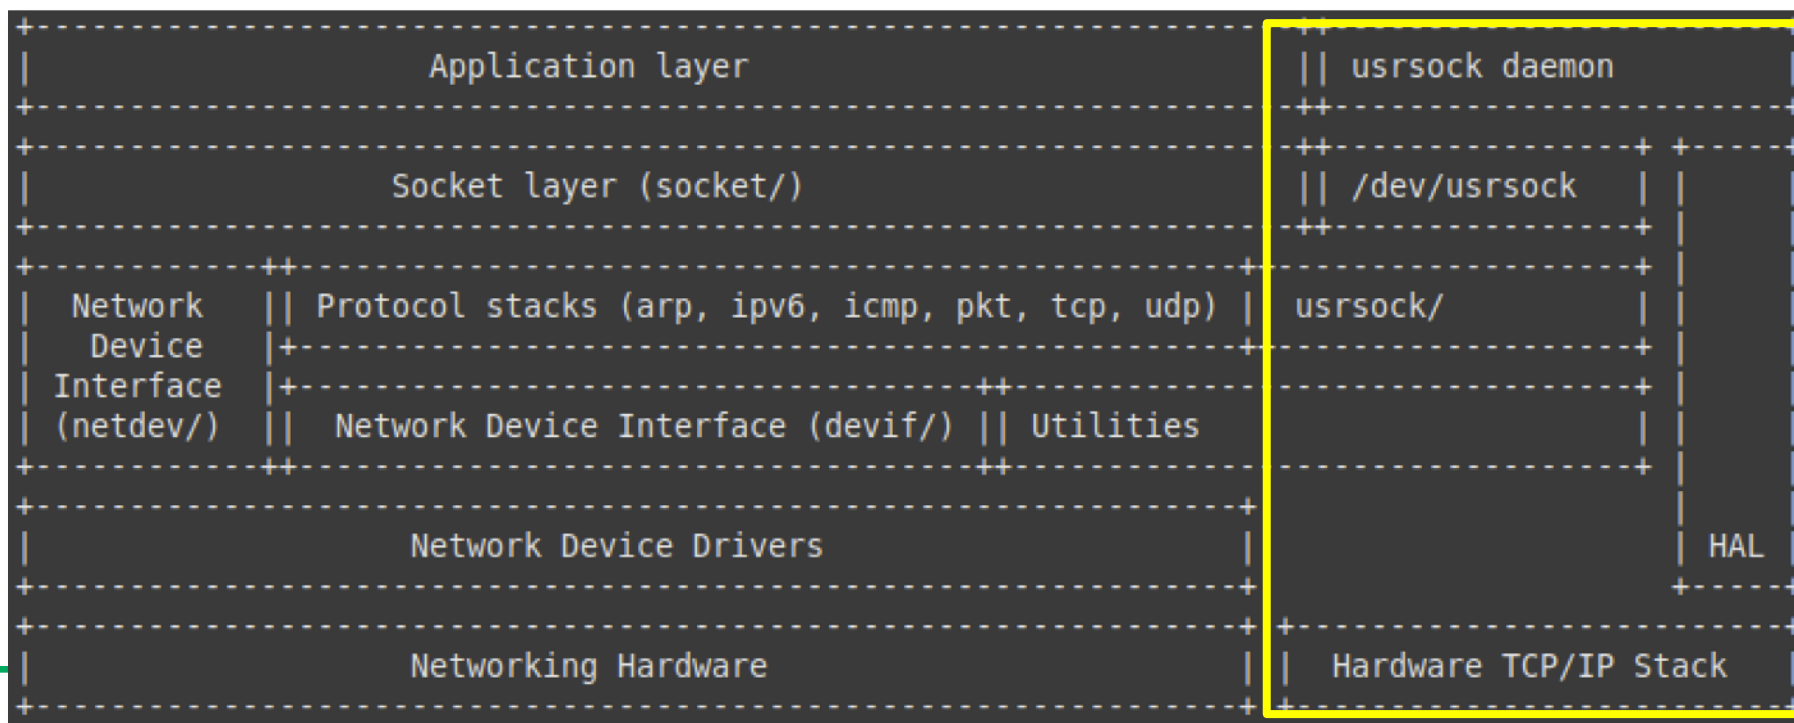 +-------------------------------------------------------------------++-------------------------+
|                     Application layer                             || usrsock daemon          |
+-------------------------------------------------------------------++-------------------------+
+-------------------------------------------------------------------++----------------+ +-----+
|                   Socket layer (socket/)                          || /dev/usrsock   | |     |
+-------------------------------------------------------------------++----------------+ |     |
+------------++--------------------------------------------------++-------------------+ |     |
|  Network   || Protocol stacks (arp, ipv6, icmp, pkt, tcp, udp) | usrsock/           | |     |
|   Device   |+--------------------------------------------------++-------------------+ |     |
| Interface  |+------------------------------------++---------------------------------+ |     |
| (netdev/)  ||  Network Device Interface (devif/) || Utilities                       | |     |
+------------++------------------------------------++---------------------------------+ |     |
+----------------------------------------------------------------+                      |     |
|                    Network Device Drivers                      |                      | HAL |
+----------------------------------------------------------------+                      +-----+
+----------------------------------------------------------------+ +--------------------------+
|                    Networking Hardware                         | |  Hardware TCP/IP Stack   |
+----------------------------------------------------------------+ +--------------------------+